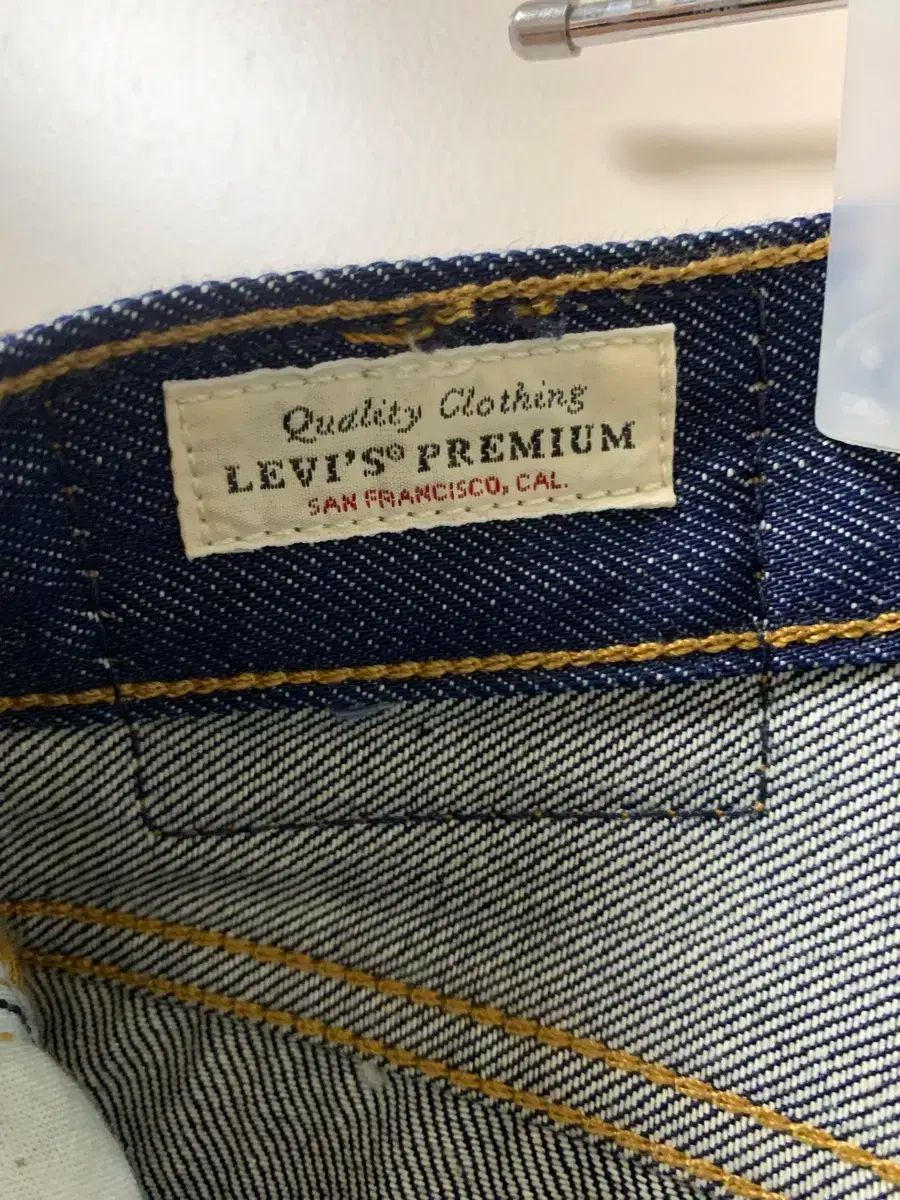 Quality Clothing
LEVI'S® PREMIUM
SAN FRANCISCO, CAL.